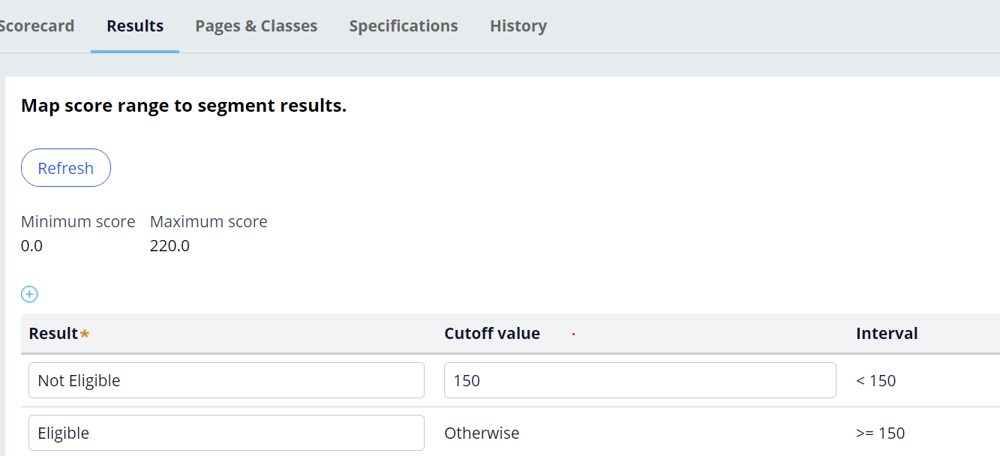 Scorecard Results Pages & Classes Specifications History
Map score range to segment results.
Refresh
Minimum score Maximum score
0.0 220.0
Result* Cutoff value Interval
Not Eligible 150 < 150
Eligible Otherwise >= 150